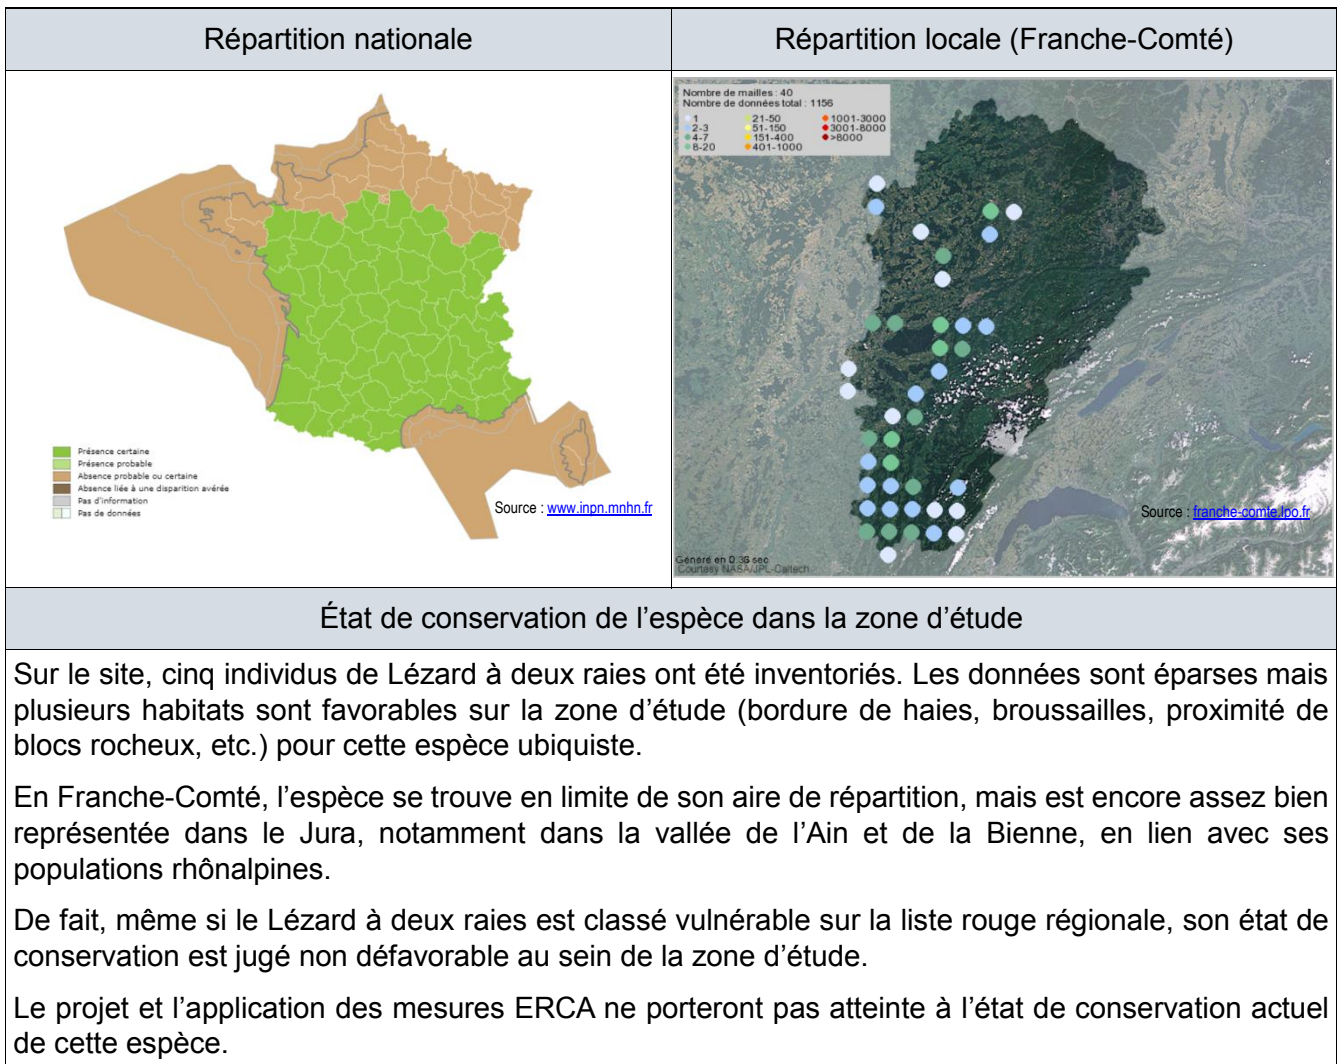 Répartition nationale
Répartition locale (Franche-Comté)
Présence certaine
Présence probable
Absence probable ou certaine
Absence liée à une disparition avérée
Pas d'information
Pas de données
Source : www.inpn.mnhn.fr
Nombre de mailles : 40
Nombre de données total : 1156
1
2-3
4-7
8-20
21-50
51-150
151-400
401-1000
1001-3000
3001-8000
>8000
Source : franche-comte.lpo.fr
Généré en 0.36 sec
Courtesy NASA/JPL-Caltech
État de conservation de l’espèce dans la zone d’étude
Sur le site, cinq individus de Lézard à deux raies ont été inventoriés. Les données sont éparses mais
plusieurs habitats sont favorables sur la zone d’étude (bordure de haies, broussailles, proximité de
blocs rocheux, etc.) pour cette espèce ubiquiste.
En Franche-Comté, l’espèce se trouve en limite de son aire de répartition, mais est encore assez bien
représentée dans le Jura, notamment dans la vallée de l’Ain et de la Bienne, en lien avec ses
populations rhônalpines.
De fait, même si le Lézard à deux raies est classé vulnérable sur la liste rouge régionale, son état de
conservation est jugé non défavorable au sein de la zone d’étude.
Le projet et l’application des mesures ERCA ne porteront pas atteinte à l’état de conservation actuel
de cette espèce.